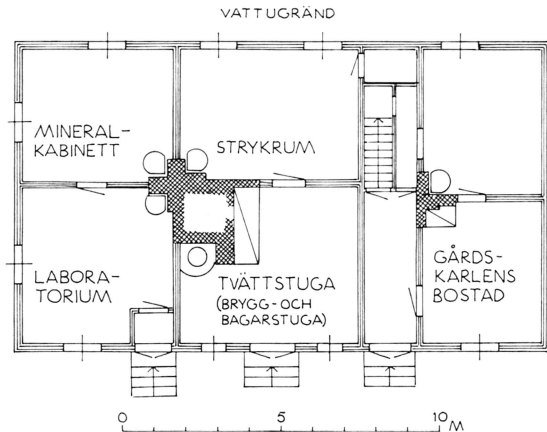 VATTUGRÄND
MINERAL-
KABINETT
STRYKRUM
LABORA-
TORIUM
TVÄTTSTUGA
(BRYGG- OCH
BAGARSTUGA)
GÅRDS-
KARLENS
BOSTAD
0 5 10 M